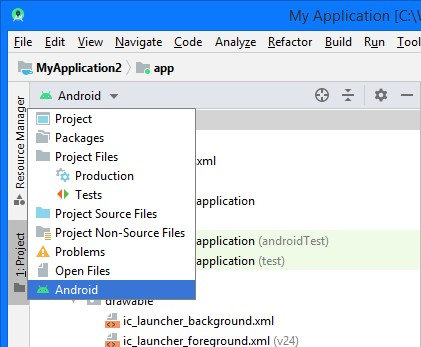 My Application [C:\
File Edit View Navigate Code Analyze Refactor Build Run Tool
MyApplication2 app
Android
Resource Manager
1: Project
Project
Packages
Project Files
Production
Tests
Project Source Files
Project Non-Source Files
Problems
Open Files
Android
.xml
application
application (androidTest)
application (test)
drawable
ic_launcher_background.xml
ic_launcher_foreground.xml (v24)